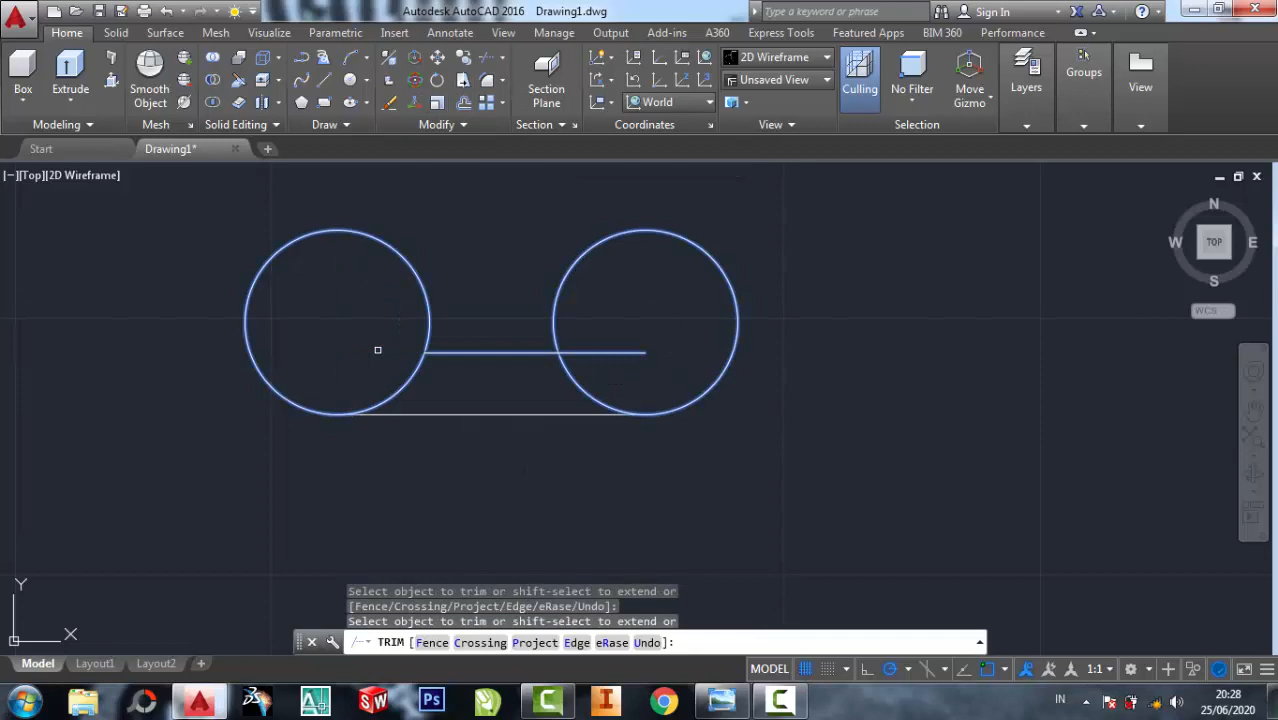 Autodesk AutoCAD 2016 Drawing1.dwg
Type a keyword or phrase
Sign In
Home Solid Surface Mesh Visualize Parametric Insert Annotate View Manage Output Add-ins A360 Express Tools Featured Apps BIM 360 Performance
Box
Extrude
Smooth Object
Section Plane
World
2D Wireframe
Unsaved View
Culling
No Filter
Move Gizmo
Layers
Groups
View
Modeling Mesh Solid Editing Draw Modify Section Coordinates View Selection
Start Drawing1*
[−][Top][2D Wireframe]
N
W TOP E
S
WCS
Y
X
Select object to trim or shift-select to extend or
[Fence/Crossing/Project/Edge/eRase/Undo]:
Select object to trim or shift-select to extend or
TRIM [Fence Crossing Project Edge eRase Undo]:
Model Layout1 Layout2
MODEL 1:1
IN
20:28
25/06/2020